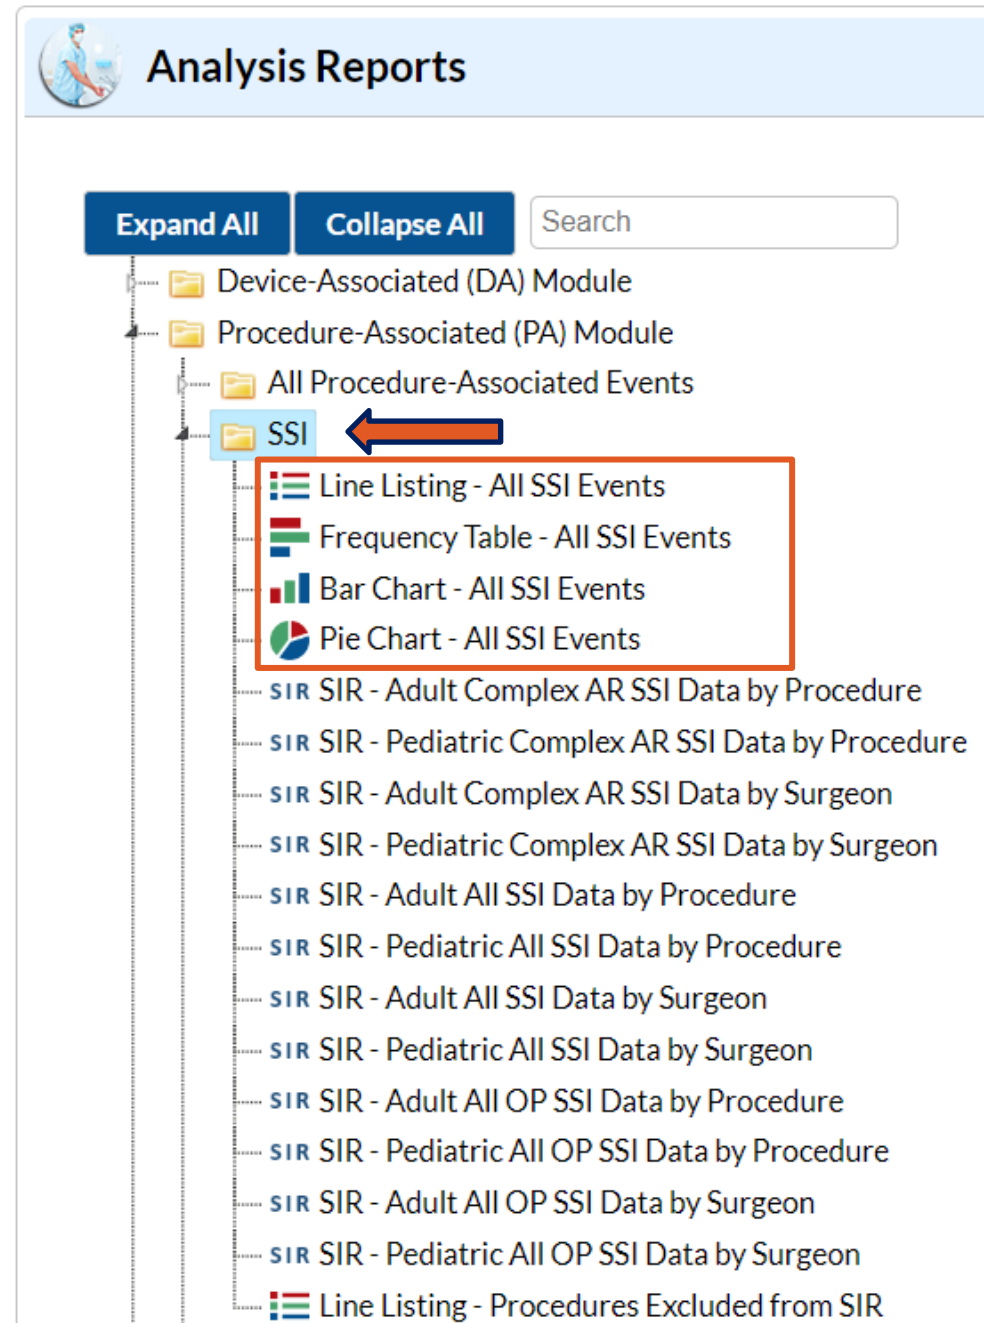 Analysis Reports
Expand All Collapse All Search
Device-Associated (DA) Module
Procedure-Associated (PA) Module
All Procedure-Associated Events
SSI
Line Listing - All SSI Events
Frequency Table - All SSI Events
Bar Chart - All SSI Events
Pie Chart - All SSI Events
SIR SIR - Adult Complex AR SSI Data by Procedure
SIR SIR - Pediatric Complex AR SSI Data by Procedure
SIR SIR - Adult Complex AR SSI Data by Surgeon
SIR SIR - Pediatric Complex AR SSI Data by Surgeon
SIR SIR - Adult All SSI Data by Procedure
SIR SIR - Pediatric All SSI Data by Procedure
SIR SIR - Adult All SSI Data by Surgeon
SIR SIR - Pediatric All SSI Data by Surgeon
SIR SIR - Adult All OP SSI Data by Procedure
SIR SIR - Pediatric All OP SSI Data by Procedure
SIR SIR - Adult All OP SSI Data by Surgeon
SIR SIR - Pediatric All OP SSI Data by Surgeon
Line Listing - Procedures Excluded from SIR